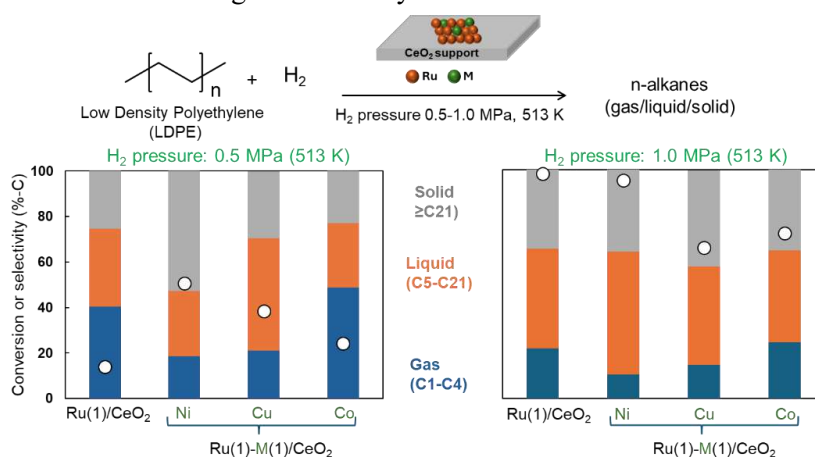 CeO2 support
Ru M
n
+ H2
Low Density Polyethylene
(LDPE)
H2 pressure 0.5-1.0 MPa, 513 K
n-alkanes
(gas/liquid/solid)
H2 pressure: 0.5 MPa (513 K)
H2 pressure: 1.0 MPa (513 K)
Conversion or selectivity (%-C)
100
80
60
40
20
0
Solid
≥C21)
Liquid
(C5-C21)
Gas
(C1-C4)
Ru(1)/CeO2 Ni Cu Co
Ru(1)-M(1)/CeO2
Ru(1)/CeO2 Ni Cu Co
Ru(1)-M(1)/CeO2